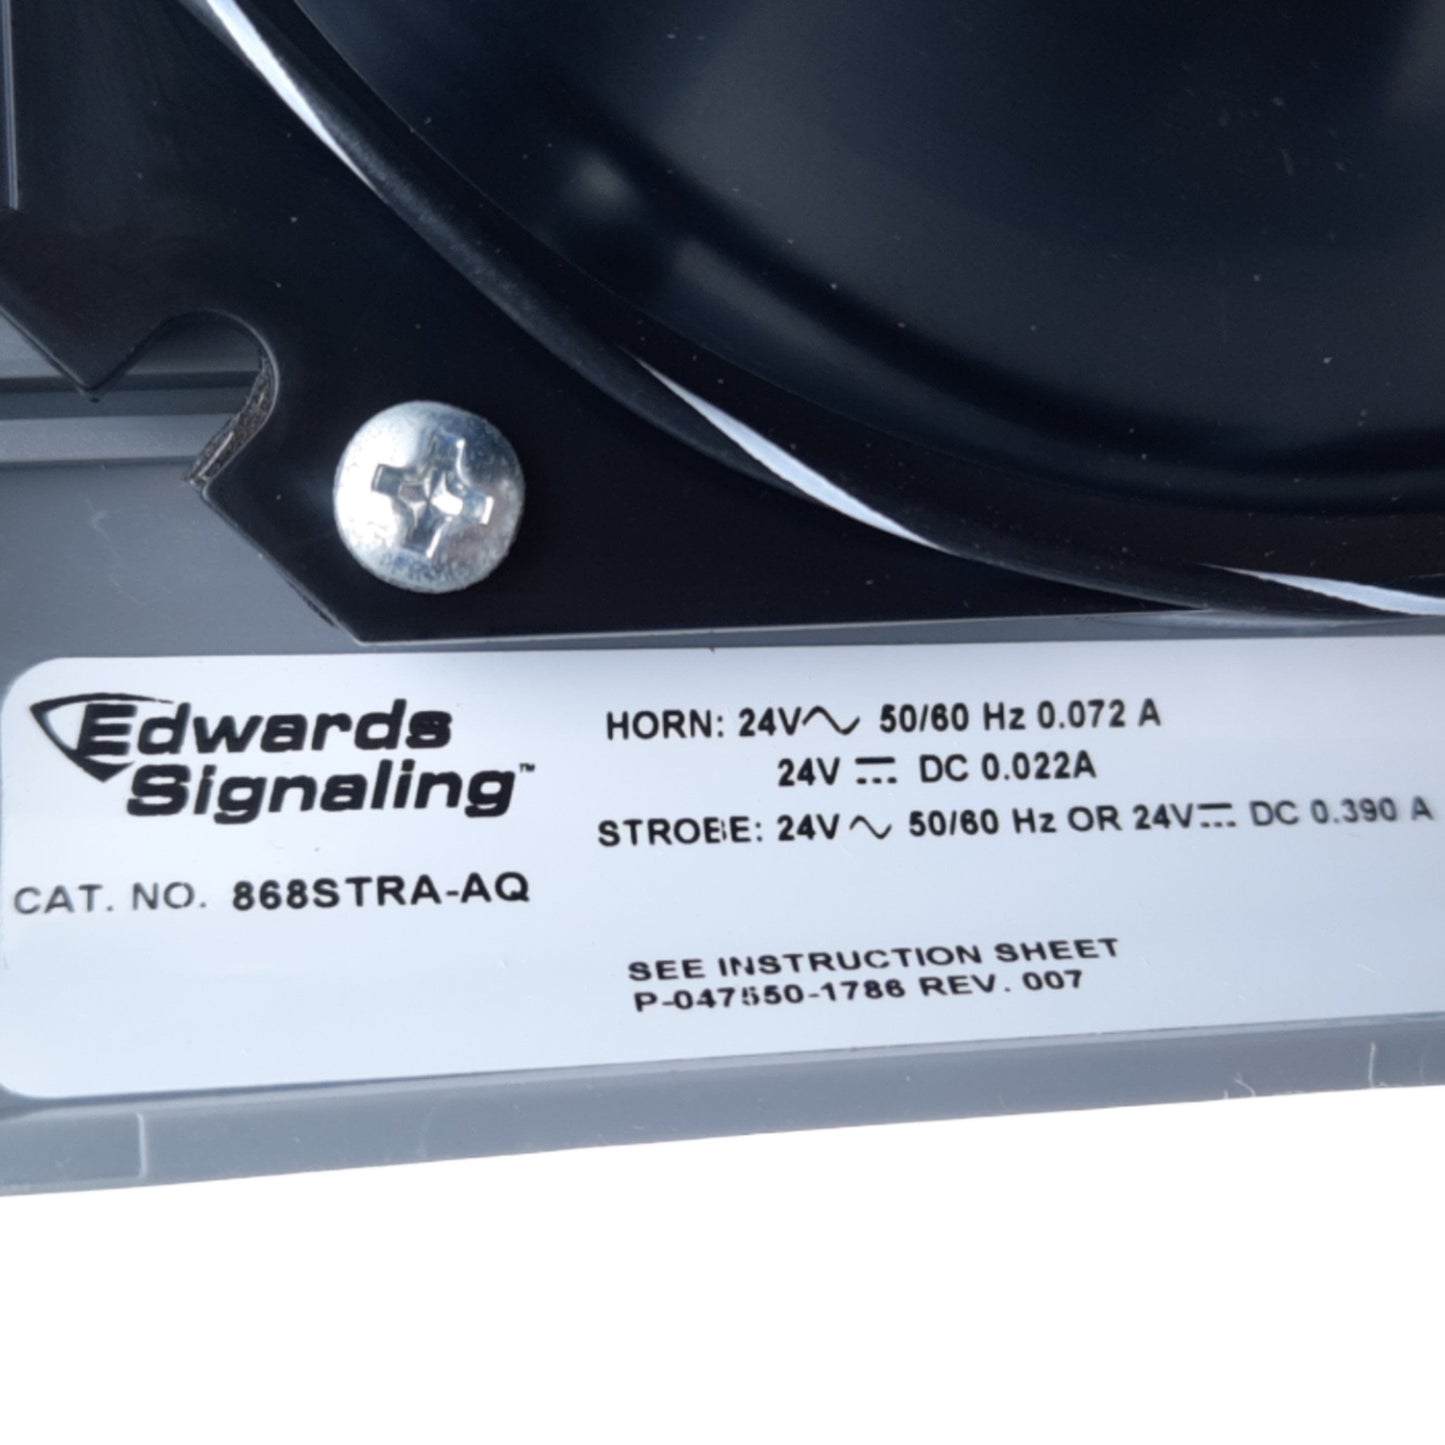 Edwards
Signaling™
CAT. NO. 868STRA-AQ
HORN: 24V∿ 50/60 Hz 0.072 A
24V ⎓ DC 0.022A
STROBE: 24V∿ 50/60 Hz OR 24V⎓ DC 0.390 A
SEE INSTRUCTION SHEET
P-047550-1786 REV. 007